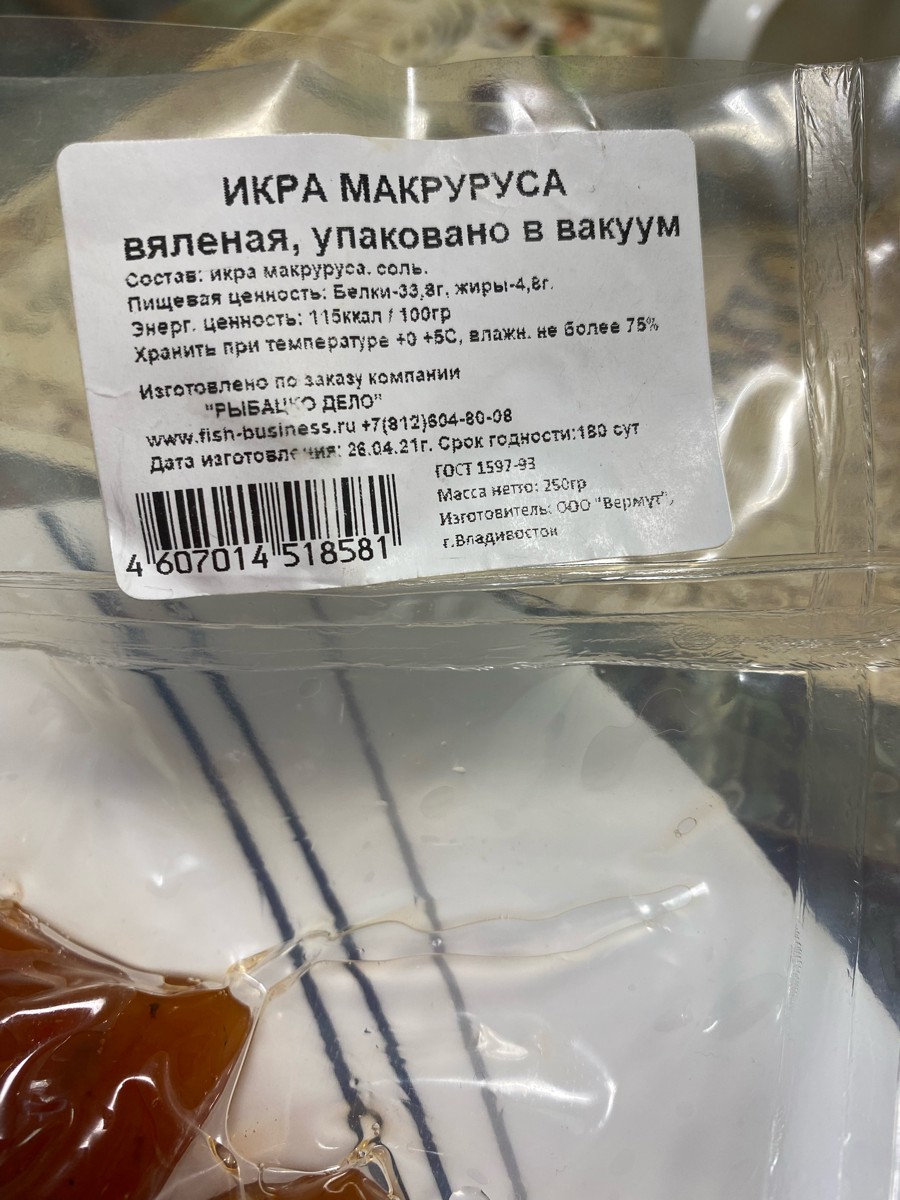 ИКРА МАКРУРУСА
вяленая, упаковано в вакуум
Состав: икра макруруса. соль.
Пищевая ценность: Белки-33,8г, жиры-4,8г.
Энерг. ценность: 115ккал / 100гр
Хранить при температуре +0 +5С, влажн. не более 75%
Изготовлено по заказу компании
"РЫБАЦКО ДЕЛО"
www.fish-business.ru +7(812)604-80-08
Дата изготовления: 26.04.21г. Срок годности:180 сут
ГОСТ 1597-93
Масса нетто: 250гр
Изготовитель: ООО "Вермут",
г.Владивосток
4 607014 518581